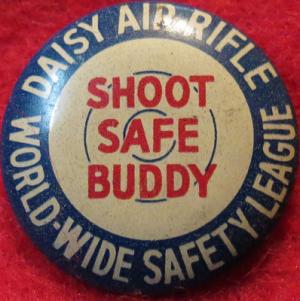 DAISY AIR RIFLE
SHOOT
SAFE
BUDDY
WORLD-WIDE SAFETY LEAGUE